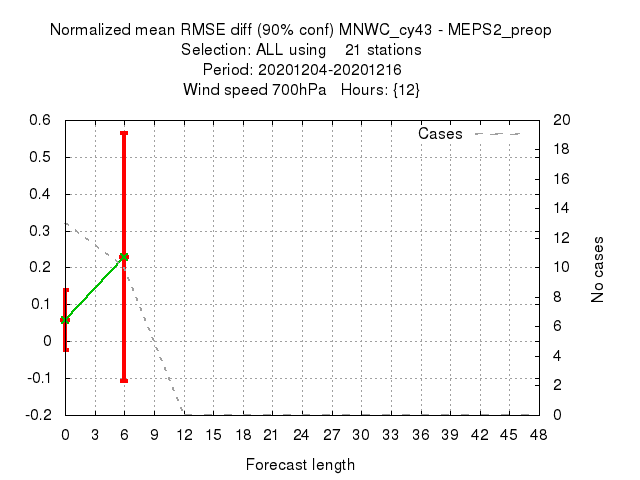 Normalized mean RMSE diff (90% conf) MNWC_cy43 - MEPS2_preop
Selection: ALL using 21 stations
Period: 20201204-20201216
Wind speed 700hPa Hours: {12}
Cases
0.6
0.5
0.4
0.3
0.2
0.1
0
-0.1
-0.2
20
18
16
14
12
10
8
6
4
2
0
No cases
0 3 6 9 12 15 18 21 24 27 30 33 36 39 42 45 48
Forecast length